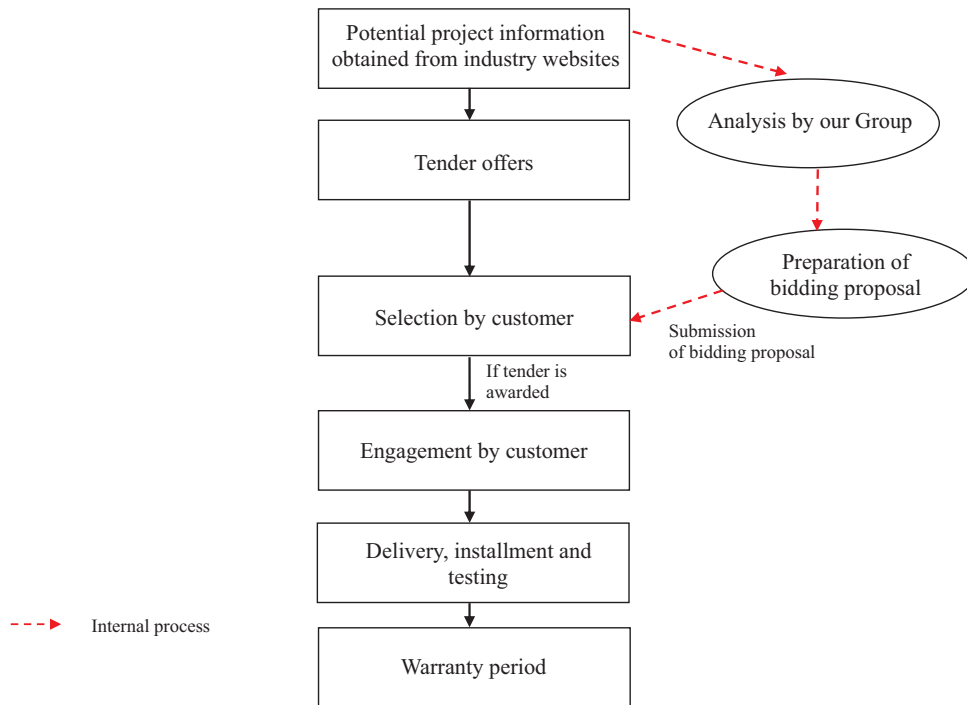 Potential project information
obtained from industry websites
Analysis by our Group
Tender offers
Preparation of
bidding proposal
Selection by customer
Submission
of bidding proposal
If tender is
awarded
Engagement by customer
Delivery, installment and
testing
Internal process
Warranty period